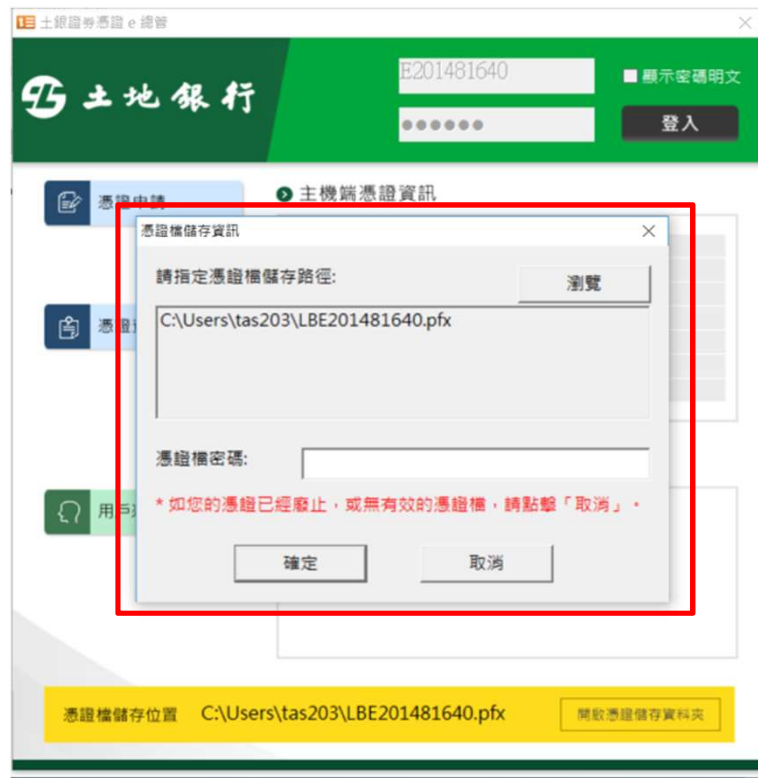 土銀證券憑證 e 總管
土地銀行
E201481640
顯示密碼明文
●●●●●●
登入
憑證申請
主機端憑證資訊
憑證檔儲存資訊
請指定憑證檔儲存路徑:
瀏覽
C:\Users\tas203\LBE201481640.pfx
憑證
憑證檔密碼:
*如您的憑證已經廢止，或無有效的憑證檔，請點擊「取消」。
用戶
確定
取消
憑證檔儲存位置
C:\Users\tas203\LBE201481640.pfx
開啟憑證儲存資料夾